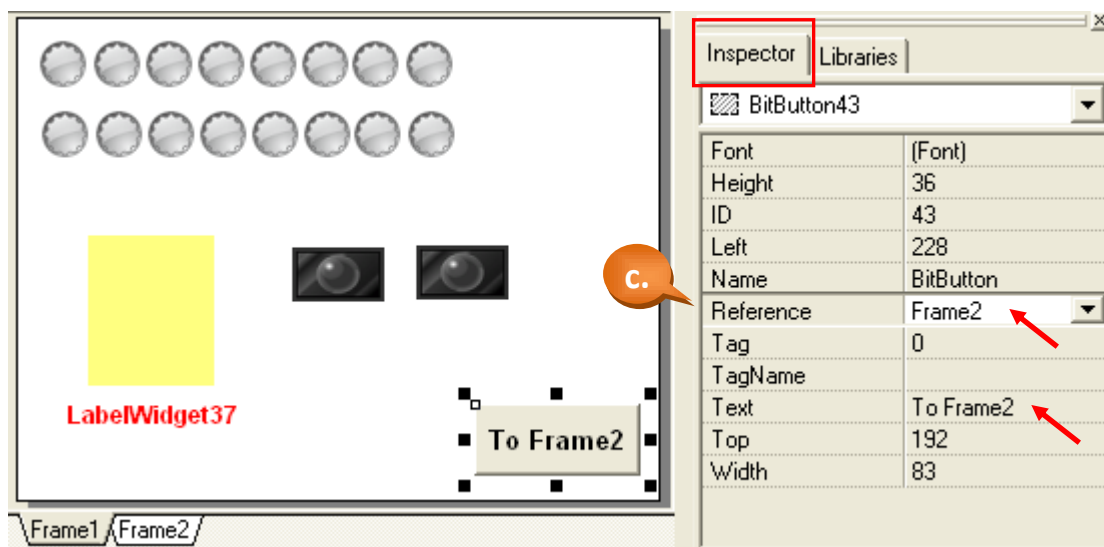 Inspector Libraries
BitButton43
Font (Font)
Height 36
ID 43
Left 228
c.
Name BitButton
Reference Frame2
Tag 0
TagName
Text To Frame2
Top 192
Width 83
LabelWidget37
To Frame2
Frame1 Frame2